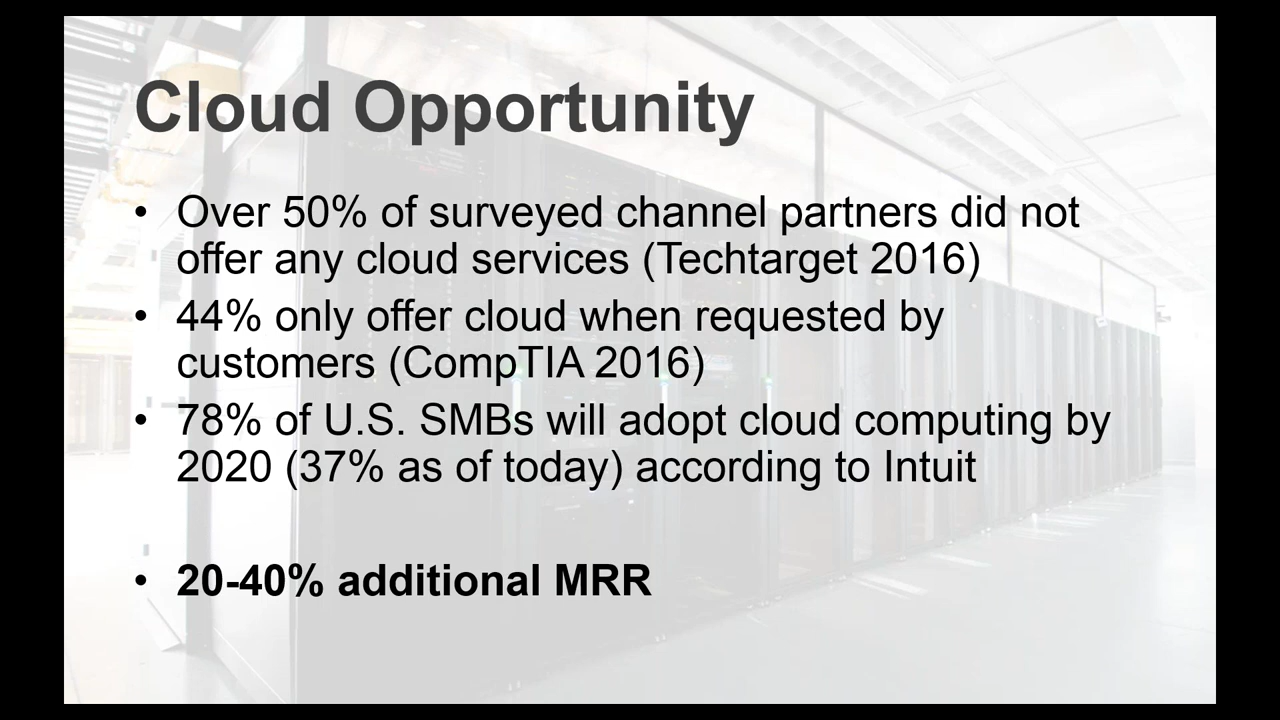 Cloud Opportunity
• Over 50% of surveyed channel partners did not
offer any cloud services (Techtarget 2016)
• 44% only offer cloud when requested by
customers (CompTIA 2016)
• 78% of U.S. SMBs will adopt cloud computing by
2020 (37% as of today) according to Intuit
• 20-40% additional MRR